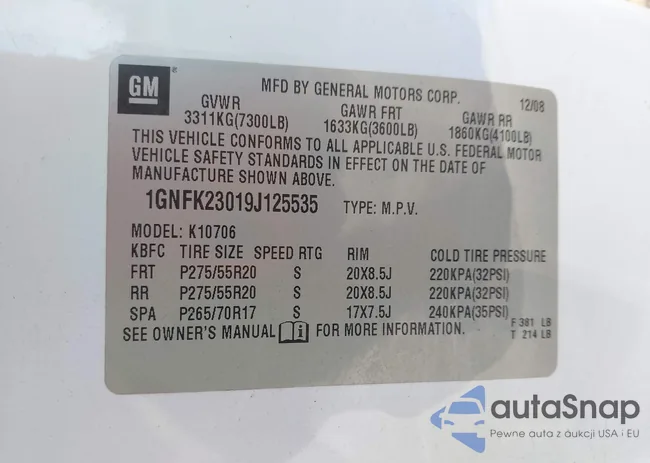 GM
MFD BY GENERAL MOTORS CORP. 12/08
GVWR GAWR FRT GAWR RR
3311KG(7300LB) 1633KG(3600LB) 1860KG(4100LB)
THIS VEHICLE CONFORMS TO ALL APPLICABLE U.S. FEDERAL MOTOR
VEHICLE SAFETY STANDARDS IN EFFECT ON THE DATE OF
MANUFACTURE SHOWN ABOVE.
1GNFK23019J125535 TYPE: M.P.V.
MODEL: K10706
KBFC TIRE SIZE SPEED RTG RIM COLD TIRE PRESSURE
FRT P275/55R20 S 20X8.5J 220KPA(32PSI)
RR P275/55R20 S 20X8.5J 220KPA(32PSI)
SPA P265/70R17 S 17X7.5J 240KPA(35PSI)
SEE OWNER'S MANUAL FOR MORE INFORMATION.
F 381 LB
T 214 LB
autaSnap
Pewne auta z aukcji USA i EU